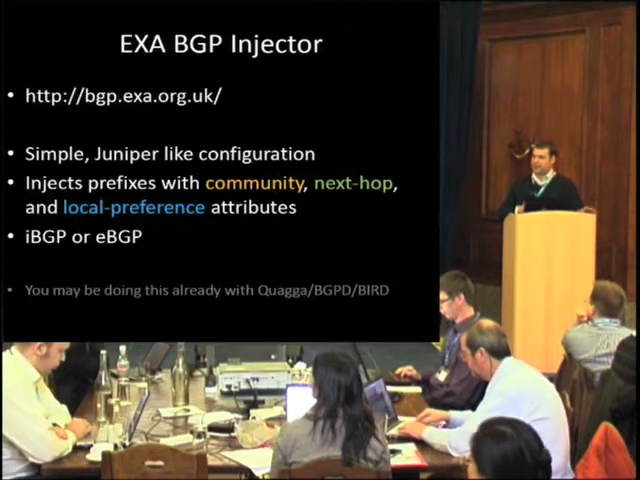 EXA BGP Injector
• http://bgp.exa.org.uk/
• Simple, Juniper like configuration
• Injects prefixes with community, next-hop,
and local-preference attributes
• iBGP or eBGP
• You may be doing this already with Quagga/BGPD/BIRD